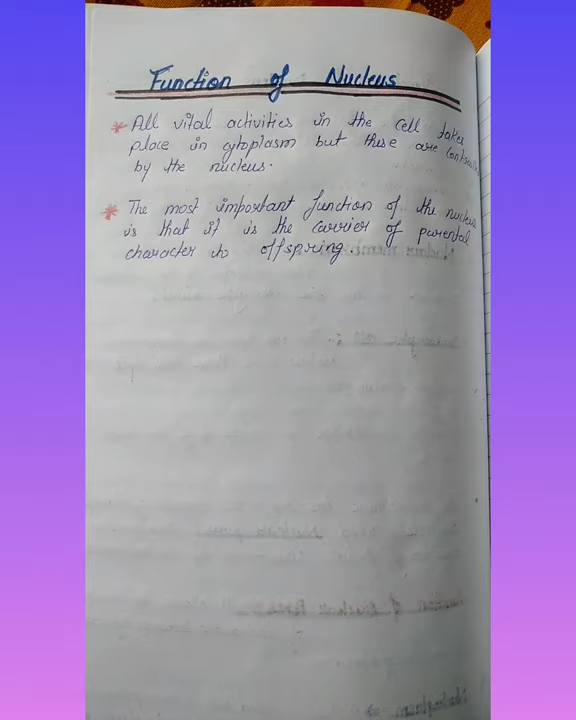 Function of Nucleus
* All vital activities in the cell takes
place in cytoplasm but these are controlled
by the nucleus.
* The most important function of the nucleus
is that it is the carrier of parental
character to offspring.